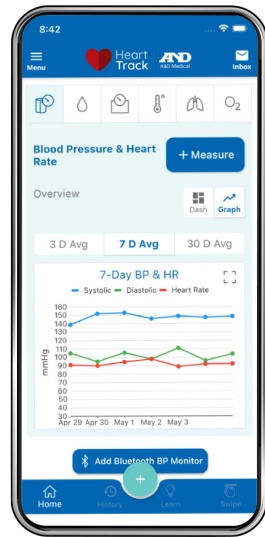 8:42
Menu
Heart Track
AND
A&D Medical
Inbox
O2
Blood Pressure & Heart
Rate
+ Measure
Overview
Dash
Graph
3 D Avg
7 D Avg
30 D Avg
7-Day BP & HR
Systolic
Diastolic
Heart Rate
mmHg
160
150
140
130
120
110
100
90
80
70
60
50
40
30
Apr 29 Apr 30 May 1 May 2 May 3
Add Bluetooth BP Monitor
+
Home
History
Learn
Swipe